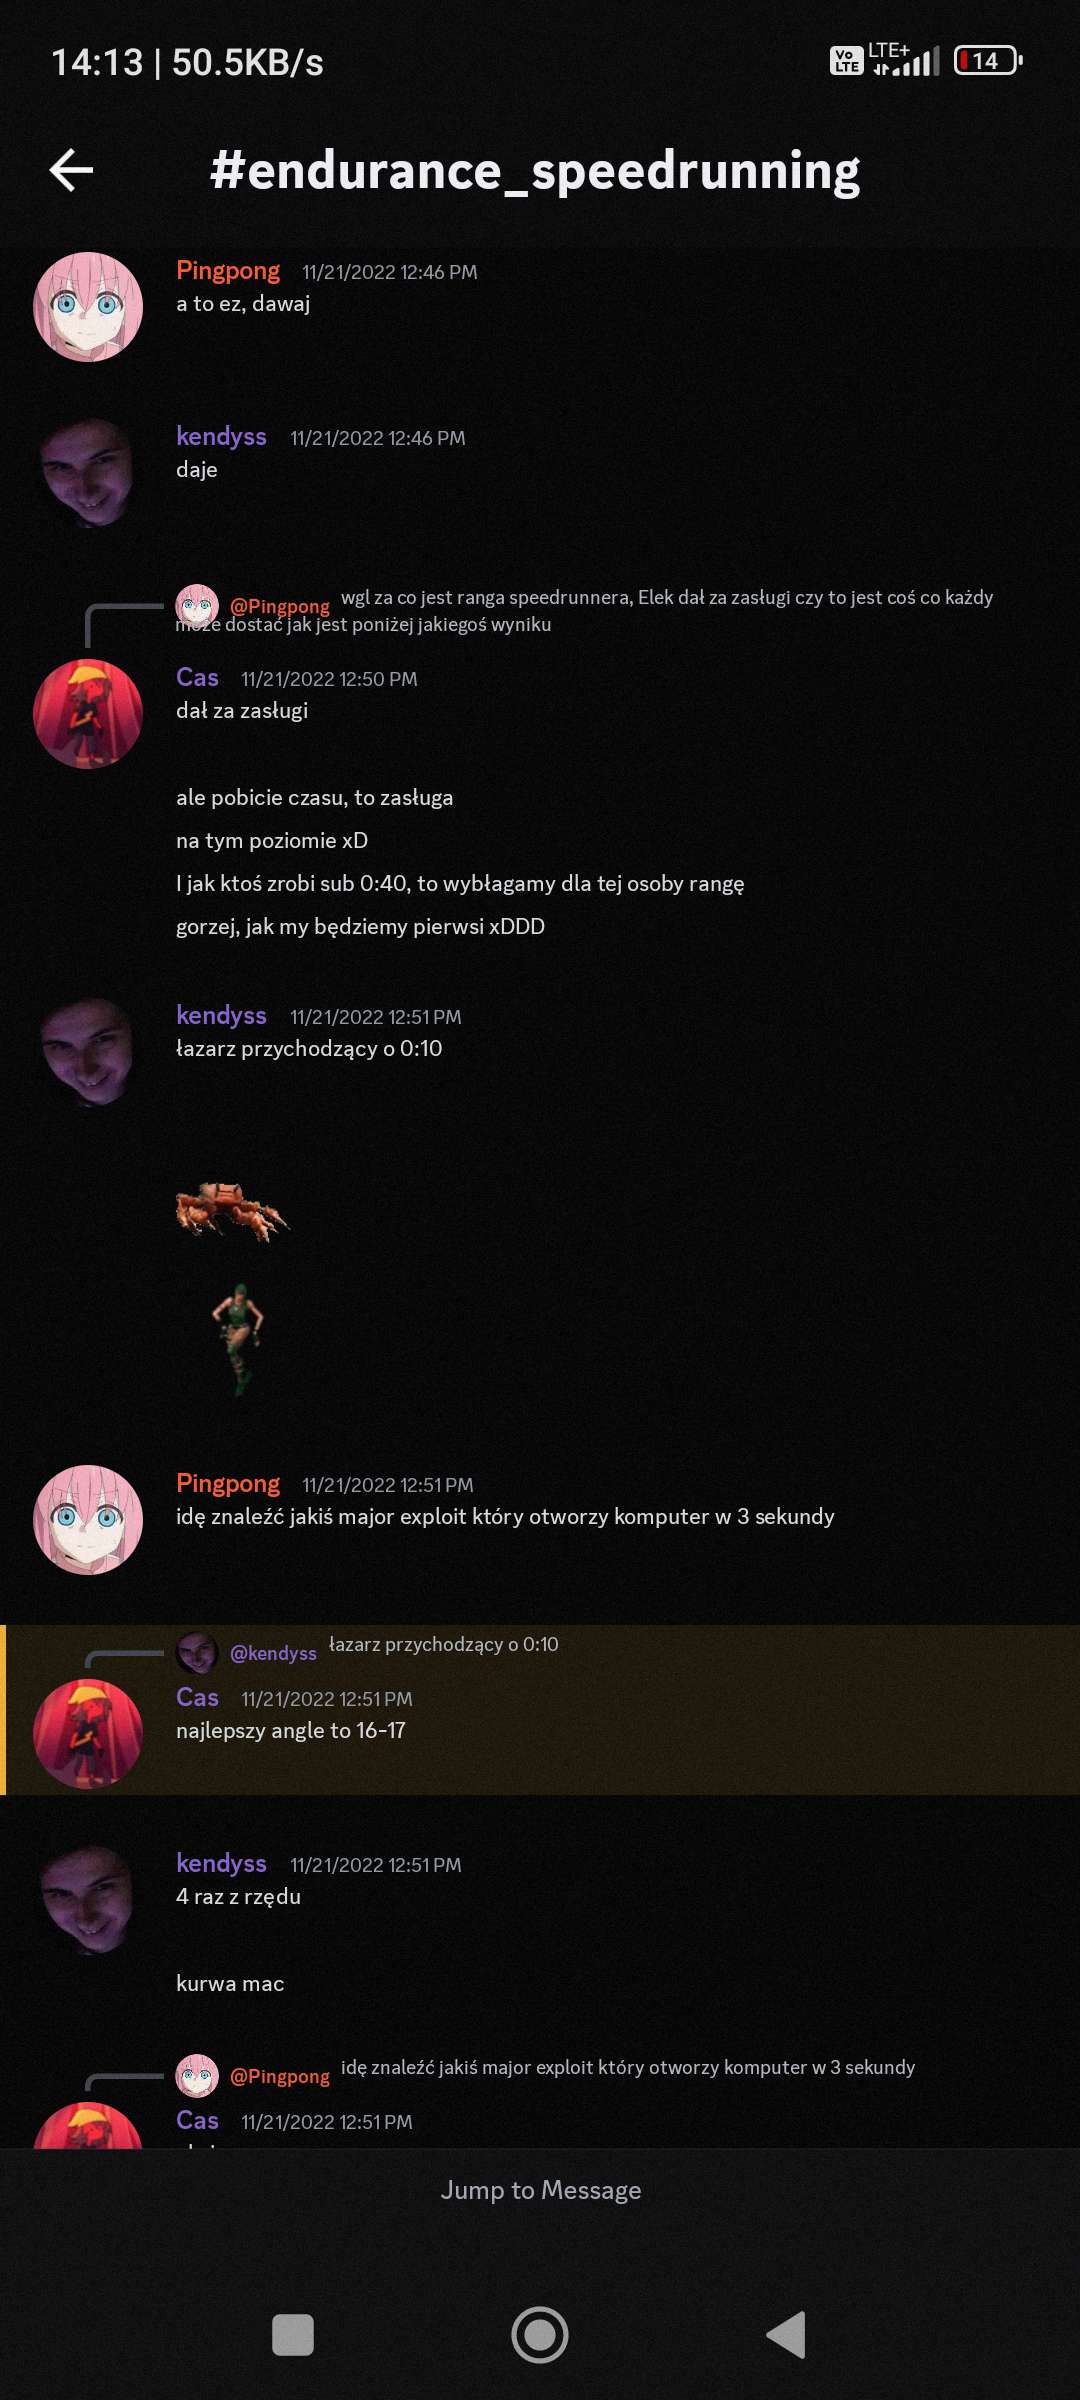 14:13 | 50.5KB/s
Vo LTE LTE+ 14
#endurance_speedrunning
Pingpong 11/21/2022 12:46 PM
a to ez, dawaj
kendyss 11/21/2022 12:46 PM
daje
@Pingpong wgl za co jest ranga speedrunnera, Elek dał za zasługi czy to jest coś co każdy
może dostać jak jest poniżej jakiegoś wyniku
Cas 11/21/2022 12:50 PM
dał za zasługi
ale pobicie czasu, to zasługa
na tym poziomie xD
I jak ktoś zrobi sub 0:40, to wybłagamy dla tej osoby rangę
gorzej, jak my będziemy pierwsi xDDD
kendyss 11/21/2022 12:51 PM
łazarz przychodzący o 0:10
Pingpong 11/21/2022 12:51 PM
idę znaleźć jakiś major exploit który otworzy komputer w 3 sekundy
@kendyss łazarz przychodzący o 0:10
Cas 11/21/2022 12:51 PM
najlepszy angle to 16-17
kendyss 11/21/2022 12:51 PM
4 raz z rzędu
kurwa mac
@Pingpong idę znaleźć jakiś major exploit który otworzy komputer w 3 sekundy
Cas 11/21/2022 12:51 PM
Jump to Message